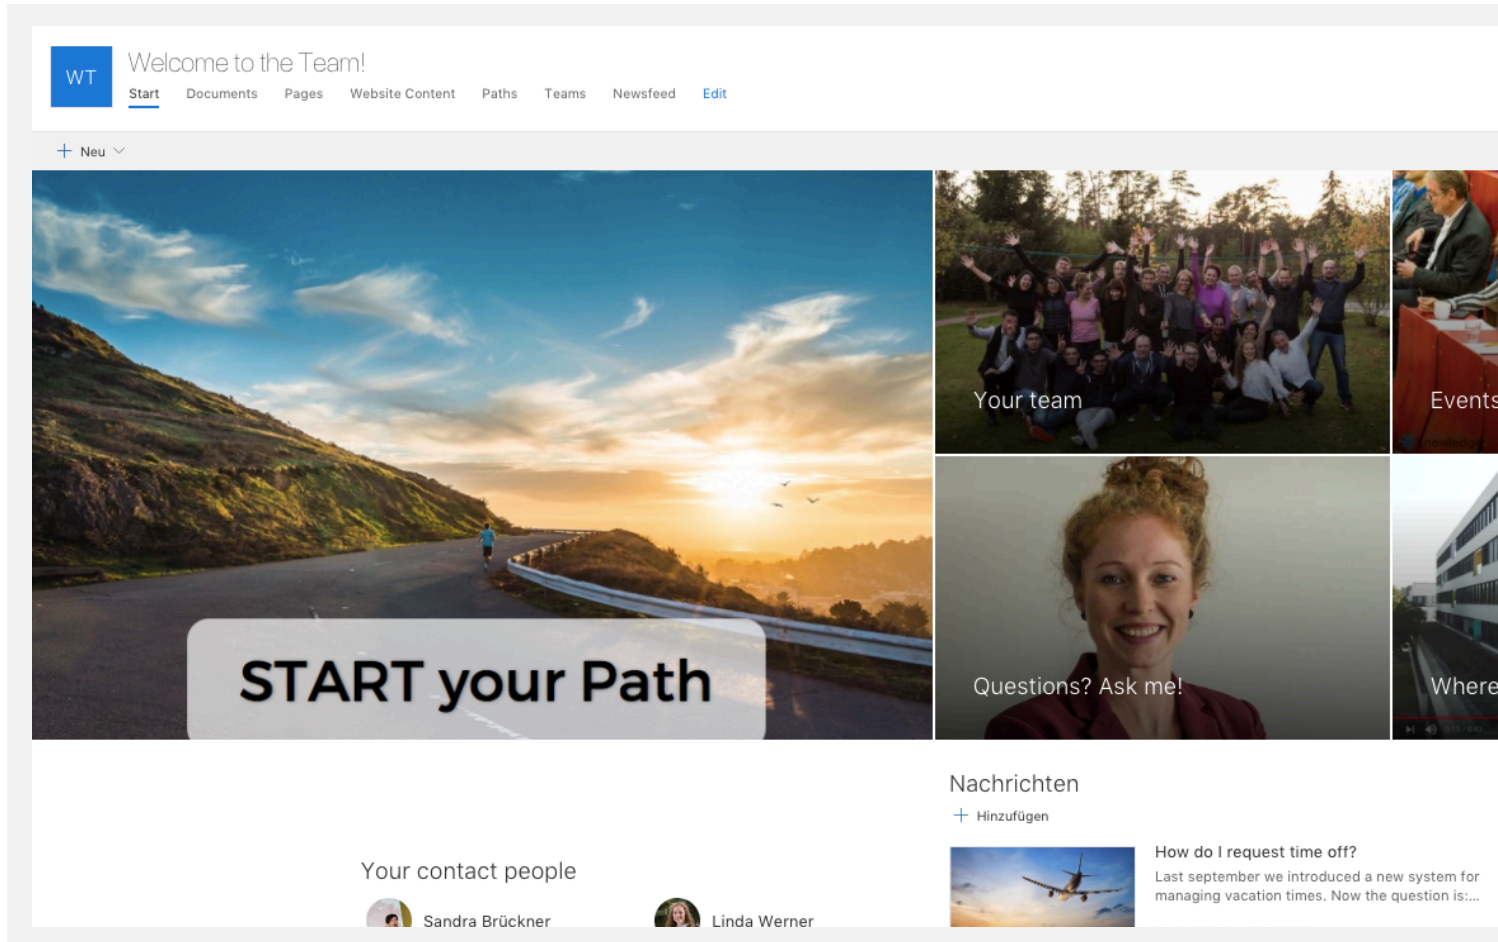 WT
Welcome to the Team!
Start Documents Pages Website Content Paths Teams Newsfeed Edit
+ Neu
START your Path
Your team
Events
Questions? Ask me!
Where
Nachrichten
+ Hinzufügen
How do I request time off?
Last september we introduced a new system for
managing vacation times. Now the question is:...
Your contact people
Sandra Brückner
Linda Werner